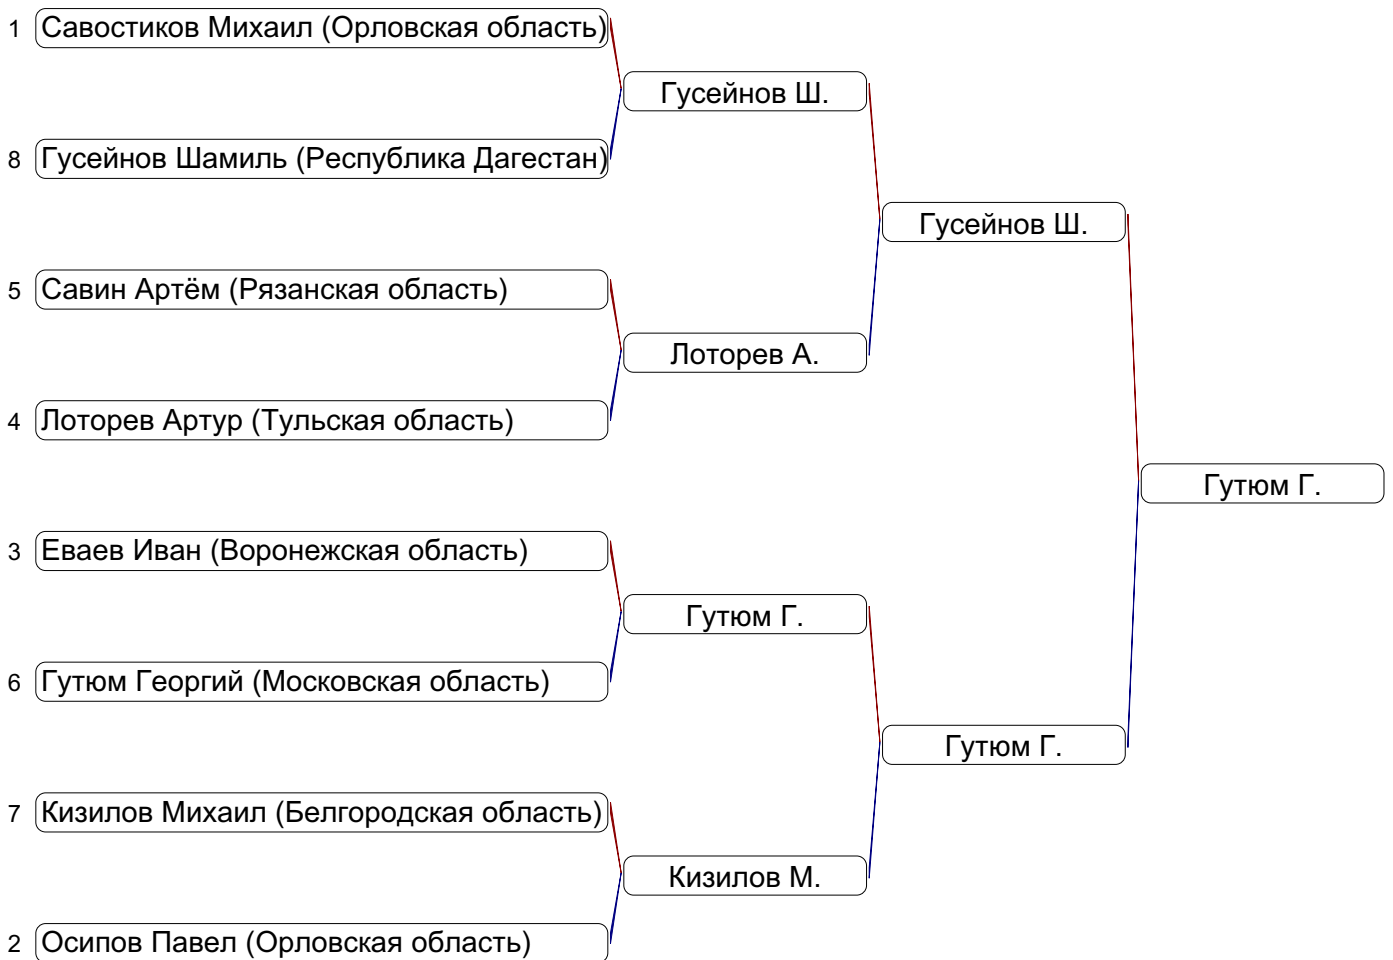 1 Савостиков Михаил (Орловская область)
Гусейнов Ш.
8 Гусейнов Шамиль (Республика Дагестан)
Гусейнов Ш.
5 Савин Артём (Рязанская область)
Лоторев А.
4 Лоторев Артур (Тульская область)
Гутюм Г.
3 Еваев Иван (Воронежская область)
Гутюм Г.
6 Гутюм Георгий (Московская область)
Гутюм Г.
7 Кизилов Михаил (Белгородская область)
Кизилов М.
2 Осипов Павел (Орловская область)